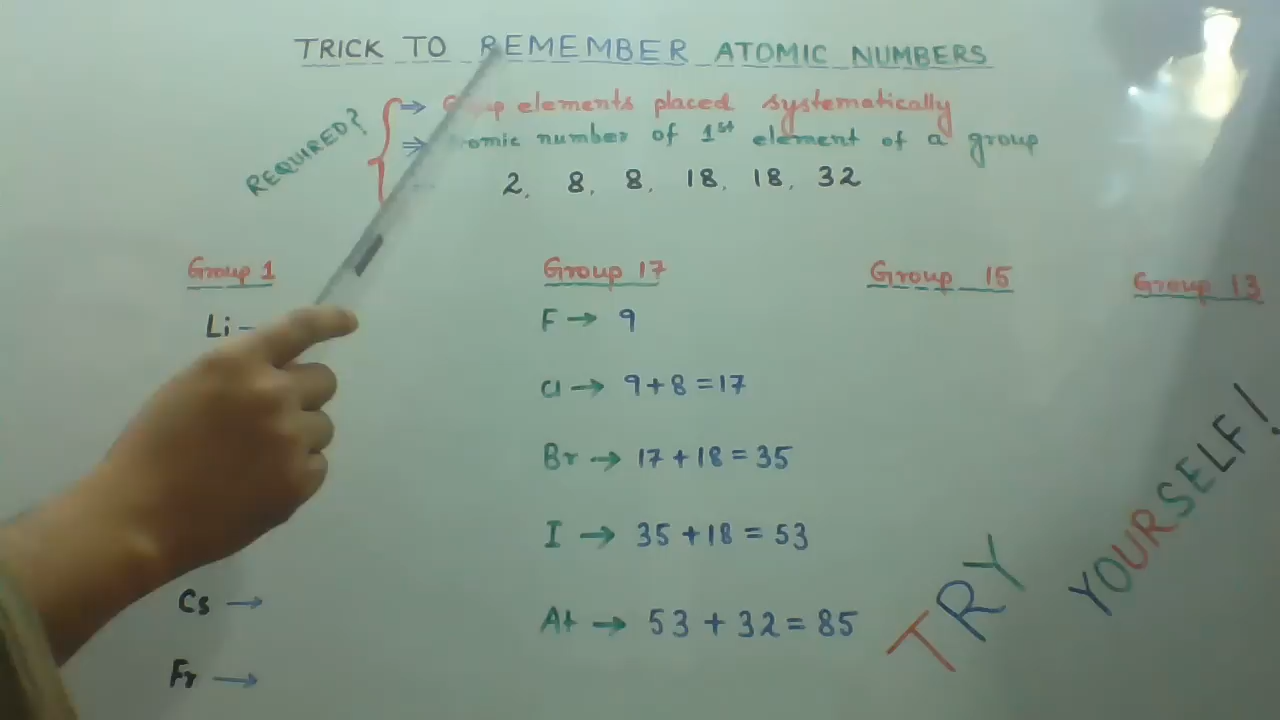 TRICK TO REMEMBER ATOMIC NUMBERS
REQUIRED?
elements placed systematically
number of 1st element of a group
2, 8, 8, 18, 18, 32
Group 1
Li
Cs →
Fr →
Group 17
F → 9
Cl → 9+8=17
Br → 17+18=35
I → 35+18=53
At → 53+32=85
Group 15
Group 13
TRY YOURSELF!